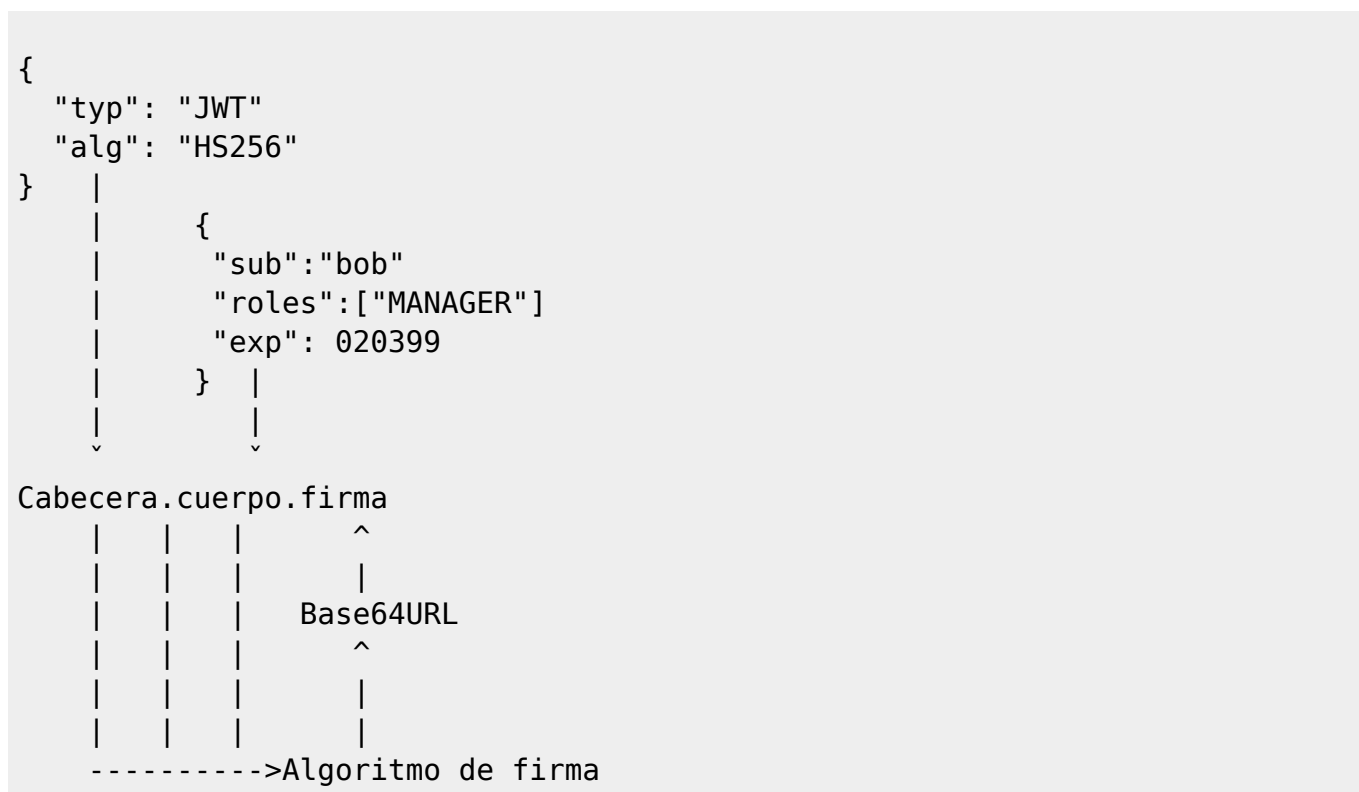 {
  "typ": "JWT"
  "alg": "HS256"
}   |
    |     {
    |      "sub":"bob"
    |      "roles":["MANAGER"]
    |      "exp": 020399
    |     }  |
    |        |
    ˇ        ˇ
Cabecera.cuerpo.firma
    |   |   |      ^
    |   |   |      |
    |   |   |   Base64URL
    |   |   |      ^
    |   |   |      |
    |   |   |      |
    ---------->Algoritmo de firma